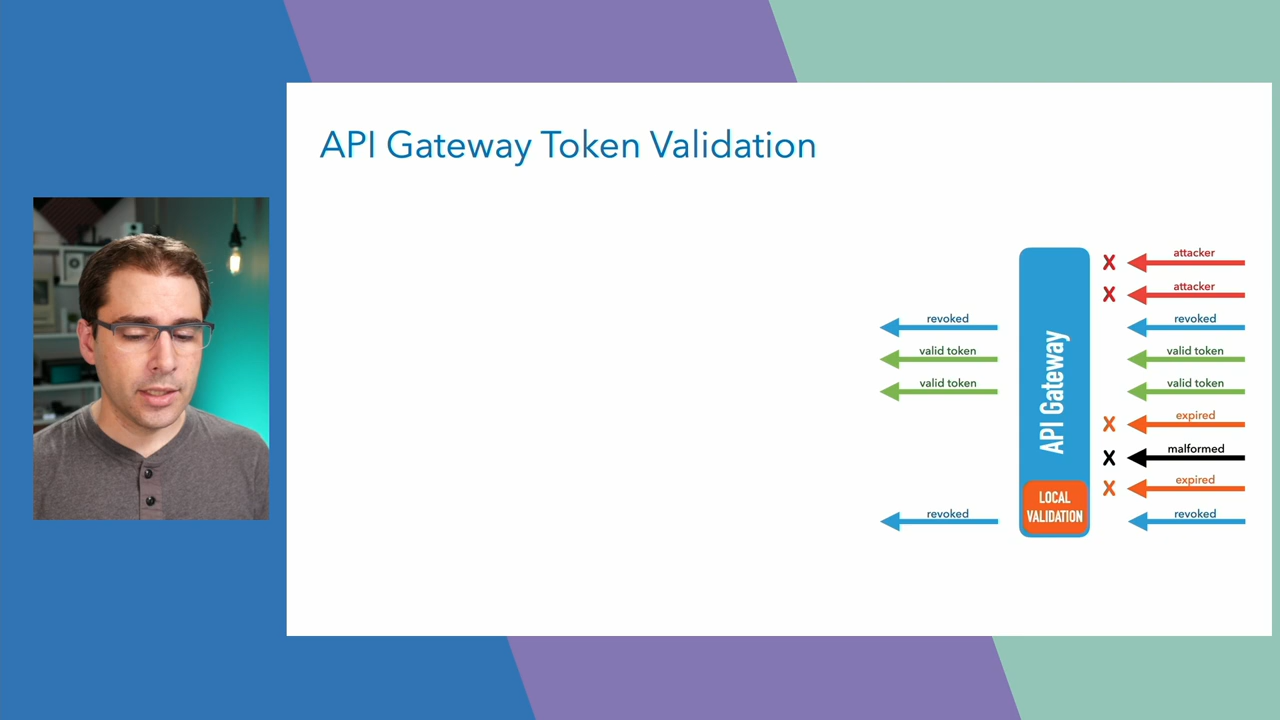 API Gateway Token Validation
attacker
X
attacker
X
revoked
revoked
valid token
valid token
valid token
valid token
API Gateway
expired
X
malformed
X
expired
X
LOCAL
VALIDATION
revoked
revoked